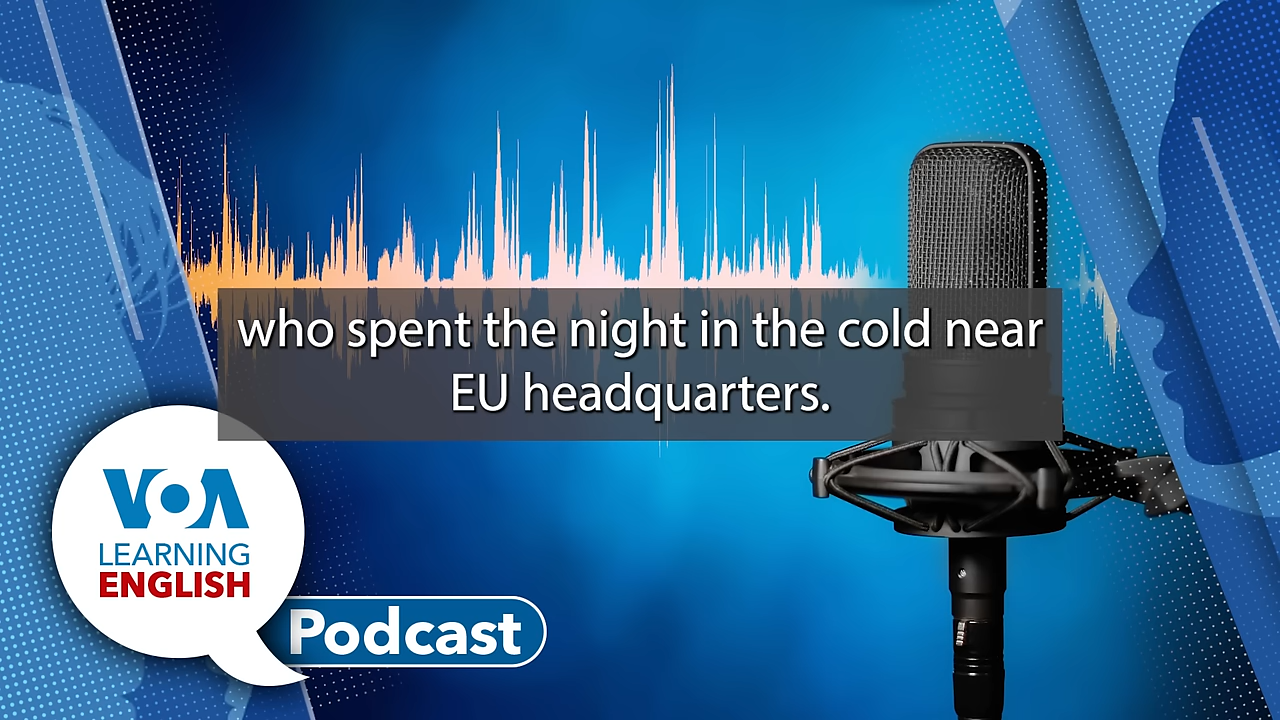 who spent the night in the cold near
EU headquarters.
VOA
LEARNING
ENGLISH
Podcast